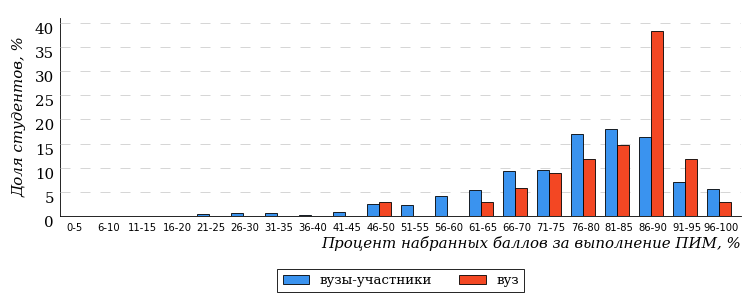 Доля студентов, %
40
35
30
25
20
15
10
5
0
0-5 6-10 11-15 16-20 21-25 26-30 31-35 36-40 41-45 46-50 51-55 56-60 61-65 66-70 71-75 76-80 81-85 86-90 91-95 96-100
Процент набранных баллов за выполнение ПИМ, %
вузы-участники вуз